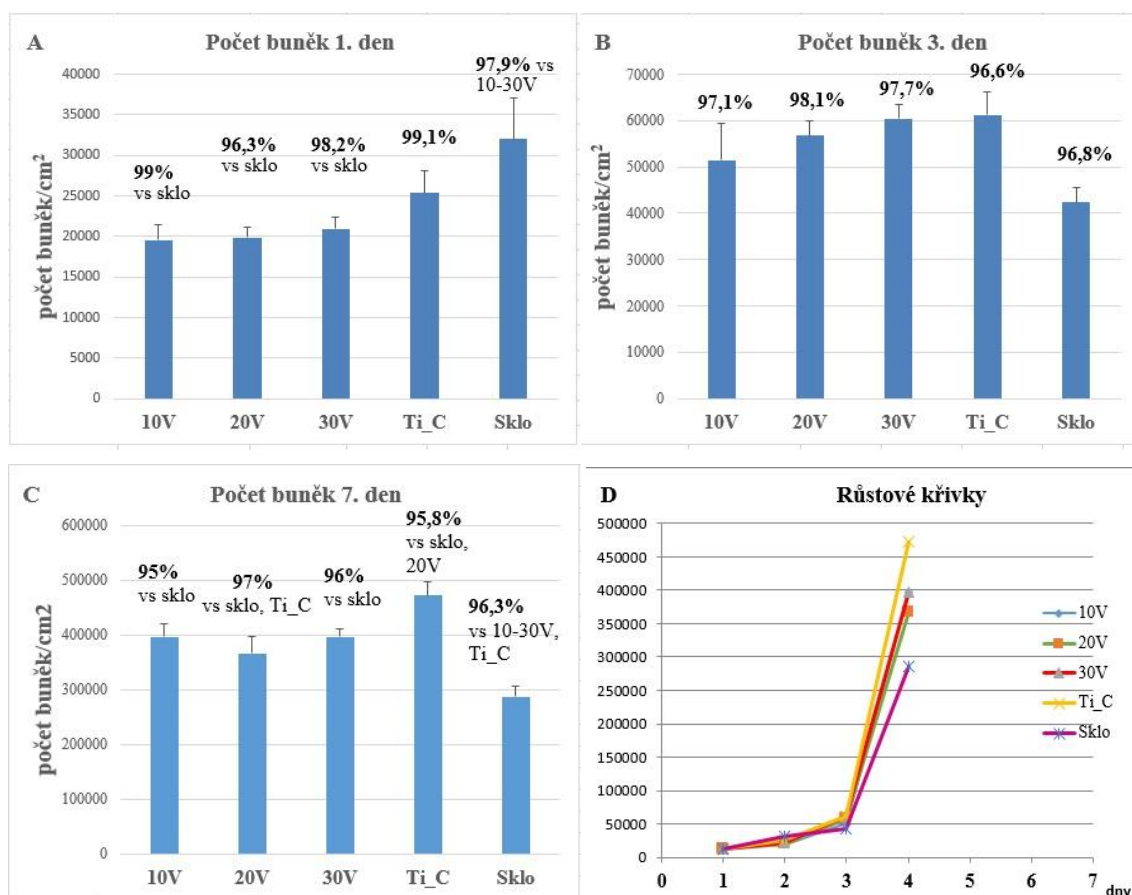 A
Počet buněk 1. den
počet buněk/cm²
40000
35000
30000
25000
20000
15000
10000
5000
0
99%
vs sklo
96,3%
vs sklo
98,2%
vs sklo
99,1%
97,9% vs
10-30V
10V 20V 30V Ti_C Sklo
B
Počet buněk 3. den
počet buněk/cm²
70000
60000
50000
40000
30000
20000
10000
0
97,1%
98,1%
97,7%
96,6%
96,8%
10V 20V 30V Ti_C Sklo
C
Počet buněk 7. den
počet buněk/cm2
600000
500000
400000
300000
200000
100000
0
95%
vs sklo
97%
vs sklo, Ti_C
96%
vs sklo
95,8%
vs sklo,
20V
96,3%
vs 10-30V,
Ti_C
10V 20V 30V Ti_C Sklo
D
Růstové křivky
500000
450000
400000
350000
300000
250000
200000
150000
100000
50000
0
0 1 2 3 4 5 6 7
dny
10V
20V
30V
Ti_C
Sklo